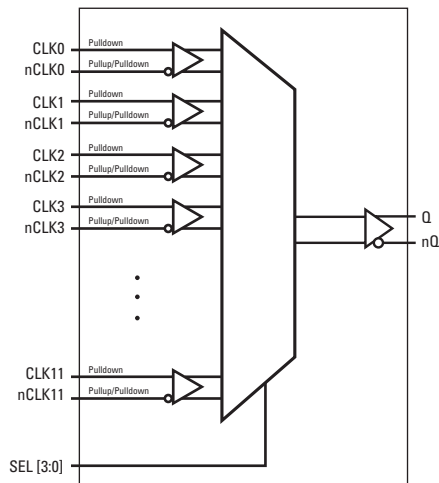 CLK0 Pulldown
nCLK0 Pullup/Pulldown
CLK1 Pulldown
nCLK1 Pullup/Pulldown
CLK2 Pulldown
nCLK2 Pullup/Pulldown
CLK3 Pulldown
nCLK3 Pullup/Pulldown
Q
nQ
CLK11 Pulldown
nCLK11 Pullup/Pulldown
SEL [3:0]